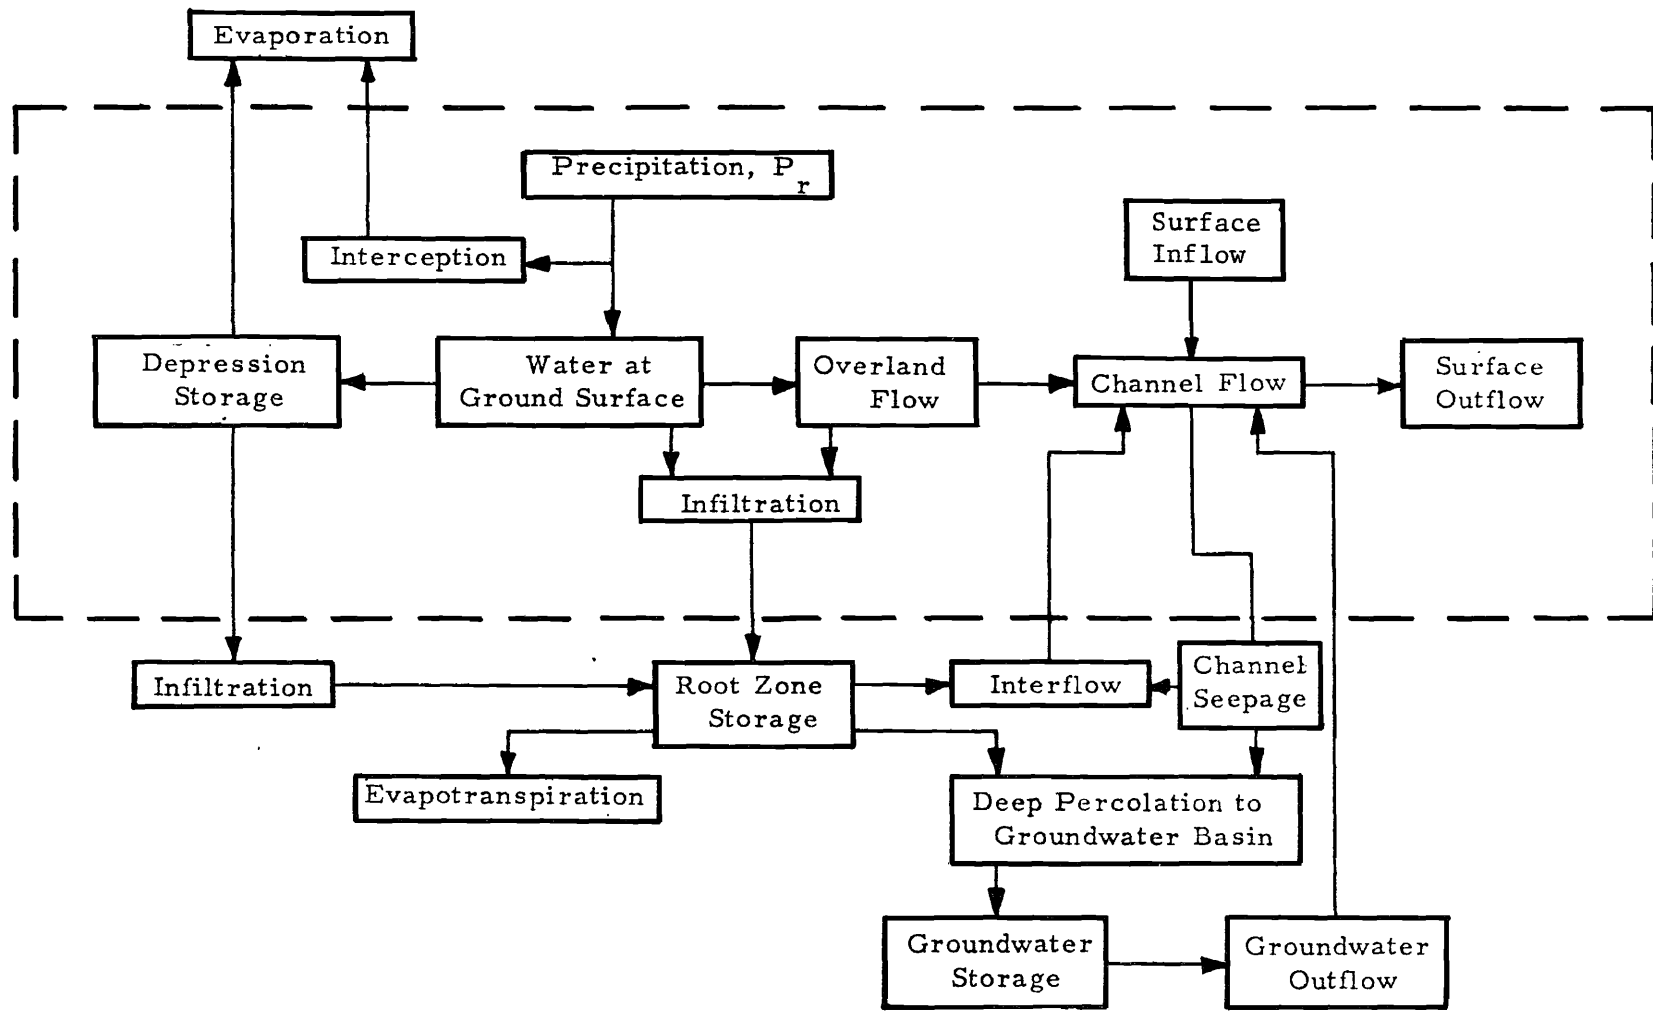 Evaporation
Precipitation, Pr
Surface
Inflow
Interception
Depression
Storage
Water at
Ground Surface
Overland
Flow
Channel Flow
Surface
Outflow
Infiltration
Infiltration
Root Zone
Storage
Interflow
Channel
Seepage
Evapotranspiration
Deep Percolation to
Groundwater Basin
Groundwater
Storage
Groundwater
Outflow